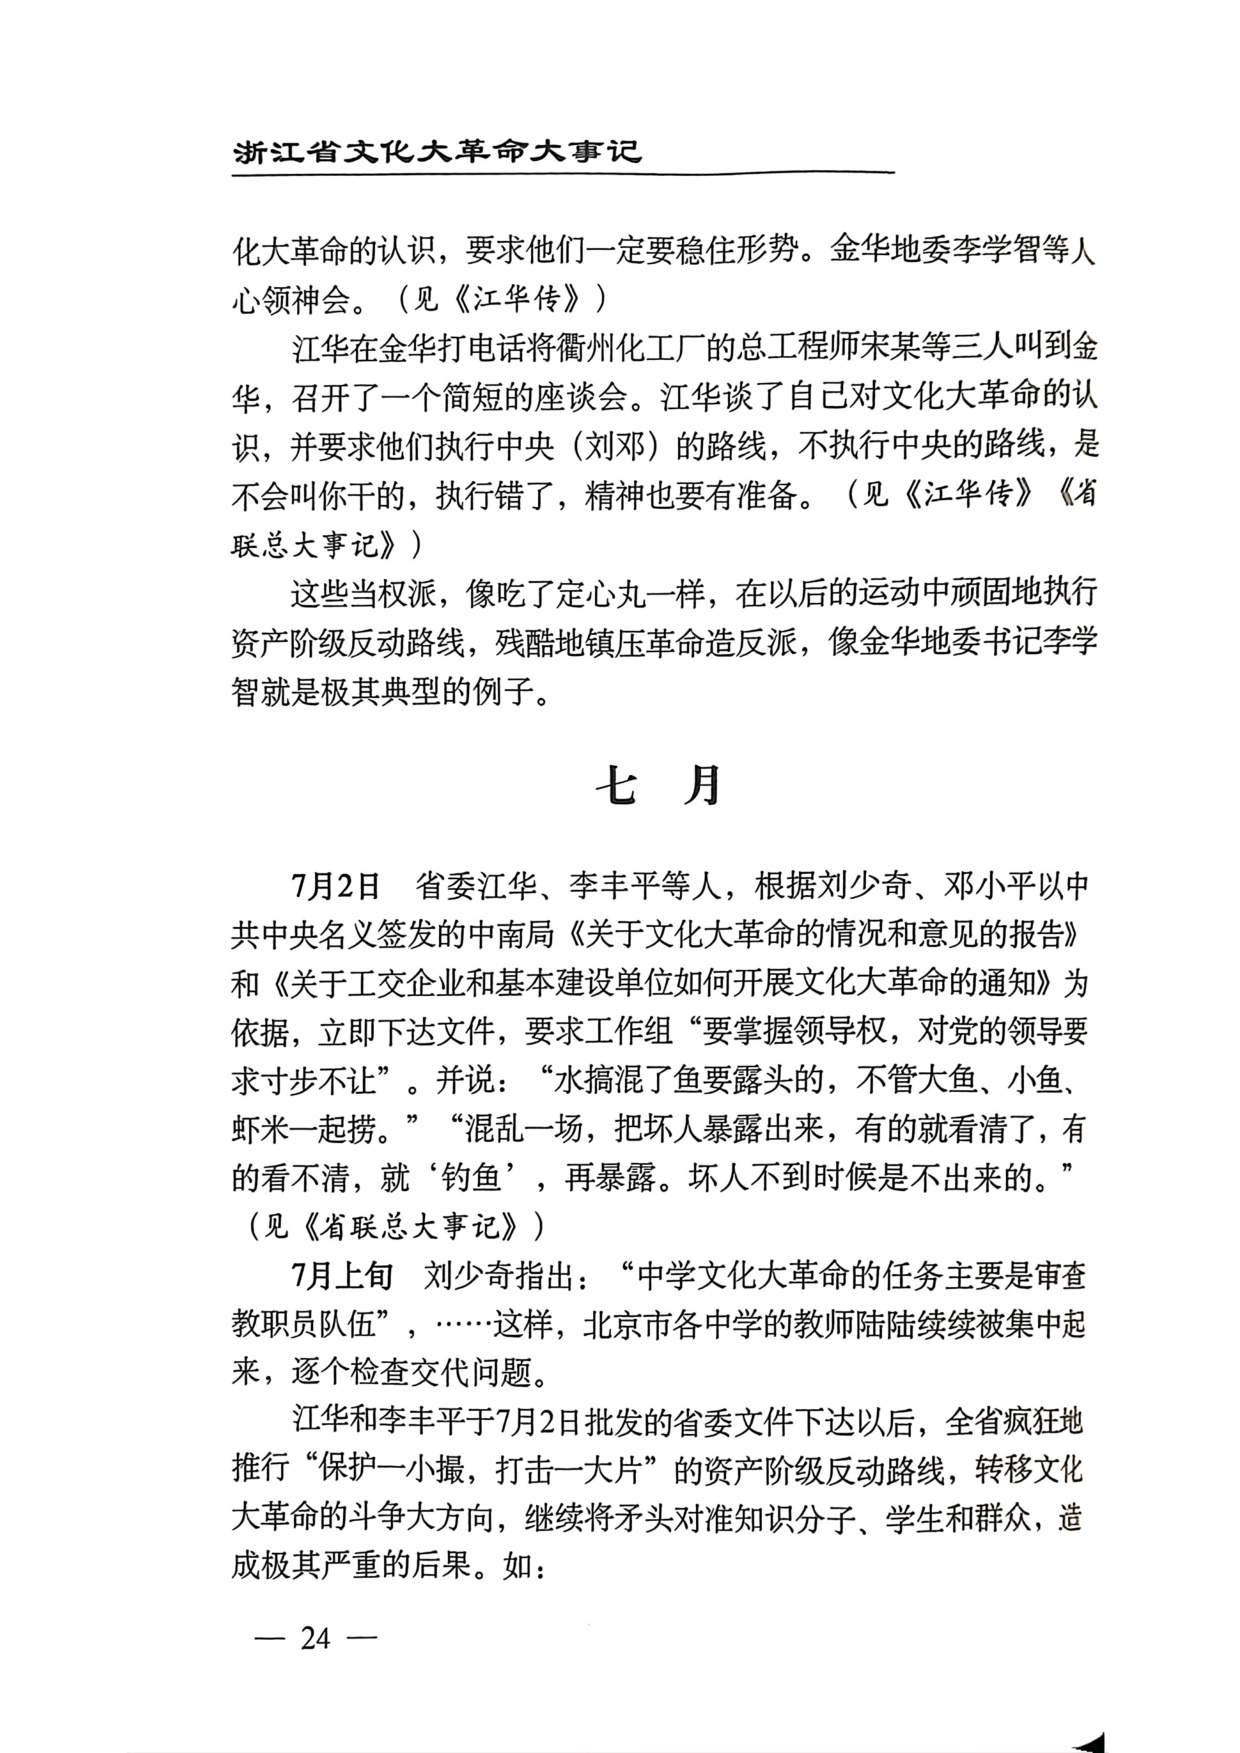 浙江省文化大革命大事记
化大革命的认识，要求他们一定要稳住形势。金华地委李学智等人
心领神会。（见《江华传》）
江华在金华打电话将衢州化工厂的总工程师宋某等三人叫到金
华，召开了一个简短的座谈会。江华谈了自己对文化大革命的认
识，并要求他们执行中央（刘邓）的路线，不执行中央的路线，是
不会叫你干的，执行错了，精神也要有准备。（见《江华传》《省
联总大事记》）
这些当权派，像吃了定心丸一样，在以后的运动中顽固地执行
资产阶级反动路线，残酷地镇压革命造反派，像金华地委书记李学
智就是极其典型的例子。
七 月
7月2日 省委江华、李丰平等人，根据刘少奇、邓小平以中
共中央名义签发的中南局《关于文化大革命的情况和意见的报告》
和《关于工交企业和基本建设单位如何开展文化大革命的通知》为
依据，立即下达文件，要求工作组“要掌握领导权，对党的领导要
求寸步不让”。并说：“水搞混了鱼要露头的，不管大鱼、小鱼、
虾米一起捞。”“混乱一场，把坏人暴露出来，有的就看清了，有
的看不清，就‘钓鱼’，再暴露。坏人不到时候是不出来的。”
（见《省联总大事记》）
7月上旬 刘少奇指出：“中学文化大革命的任务主要是审查
教职员队伍”，……这样，北京市各中学的教师陆陆续续被集中起
来，逐个检查交代问题。
江华和李丰平于7月2日批发的省委文件下达以后，全省疯狂地
推行“保护一小撮，打击一大片”的资产阶级反动路线，转移文化
大革命的斗争大方向，继续将矛头对准知识分子、学生和群众，造
成极其严重的后果。如：
— 24 —